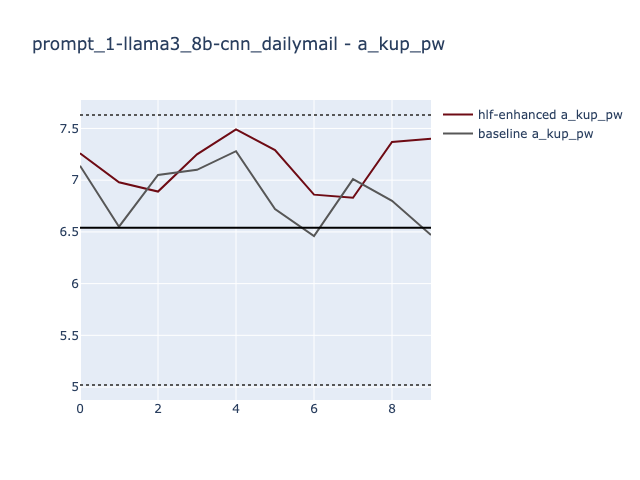 prompt_1-llama3_8b-cnn_dailymail - a_kup_pw
hlf-enhanced a_kup_pw
baseline a_kup_pw
7.5
7
6.5
6
5.5
5
0 2 4 6 8